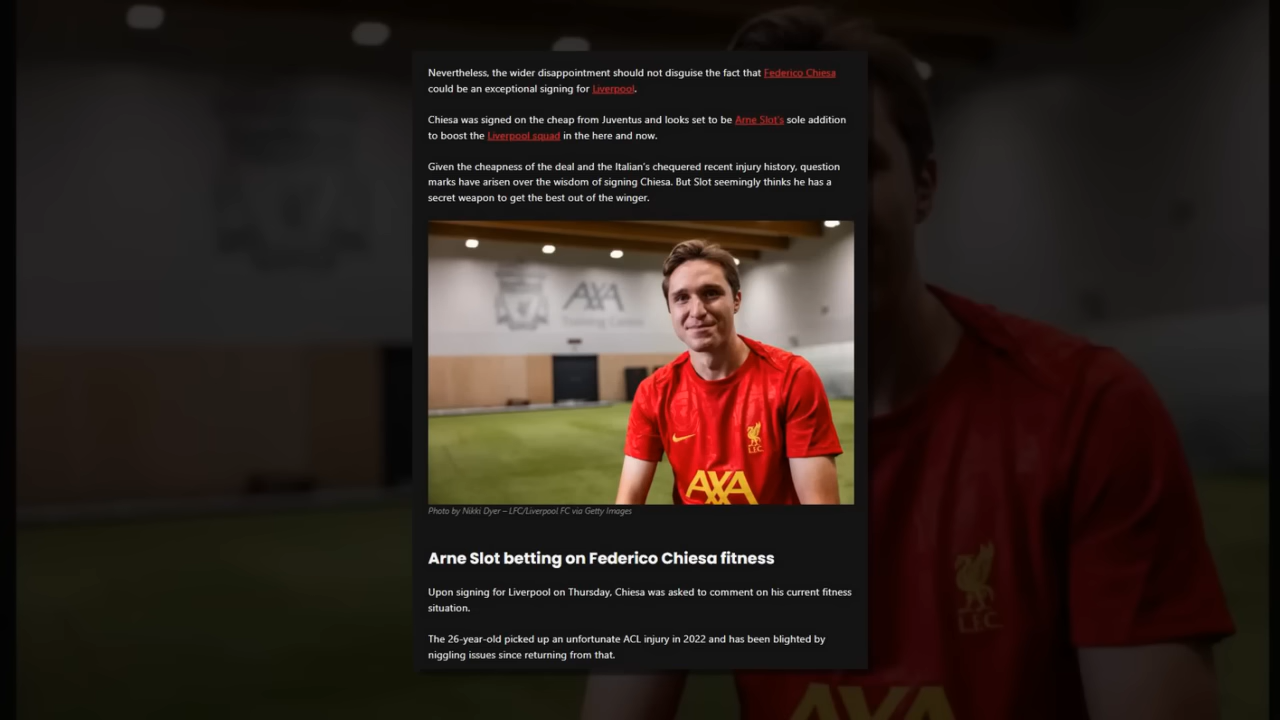 Nevertheless, the wider disappointment should not disguise the fact that Federico Chiesa
could be an exceptional signing for Liverpool.
Chiesa was signed on the cheap from Juventus and looks set to be Arne Slot's sole addition
to boost the Liverpool squad in the here and now.
Given the cheapness of the deal and the Italian's chequered recent injury history, question
marks have arisen over the wisdom of signing Chiesa. But Slot seemingly thinks he has a
secret weapon to get the best out of the winger.
AXA
Training Centre
L.F.C.
AXA
Photo by Nikki Dyer – LFC/Liverpool FC via Getty Images
Arne Slot betting on Federico Chiesa fitness
Upon signing for Liverpool on Thursday, Chiesa was asked to comment on his current fitness
situation.
The 26-year-old picked up an unfortunate ACL injury in 2022 and has been blighted by
niggling issues since returning from that.
L.F.C.
AXA